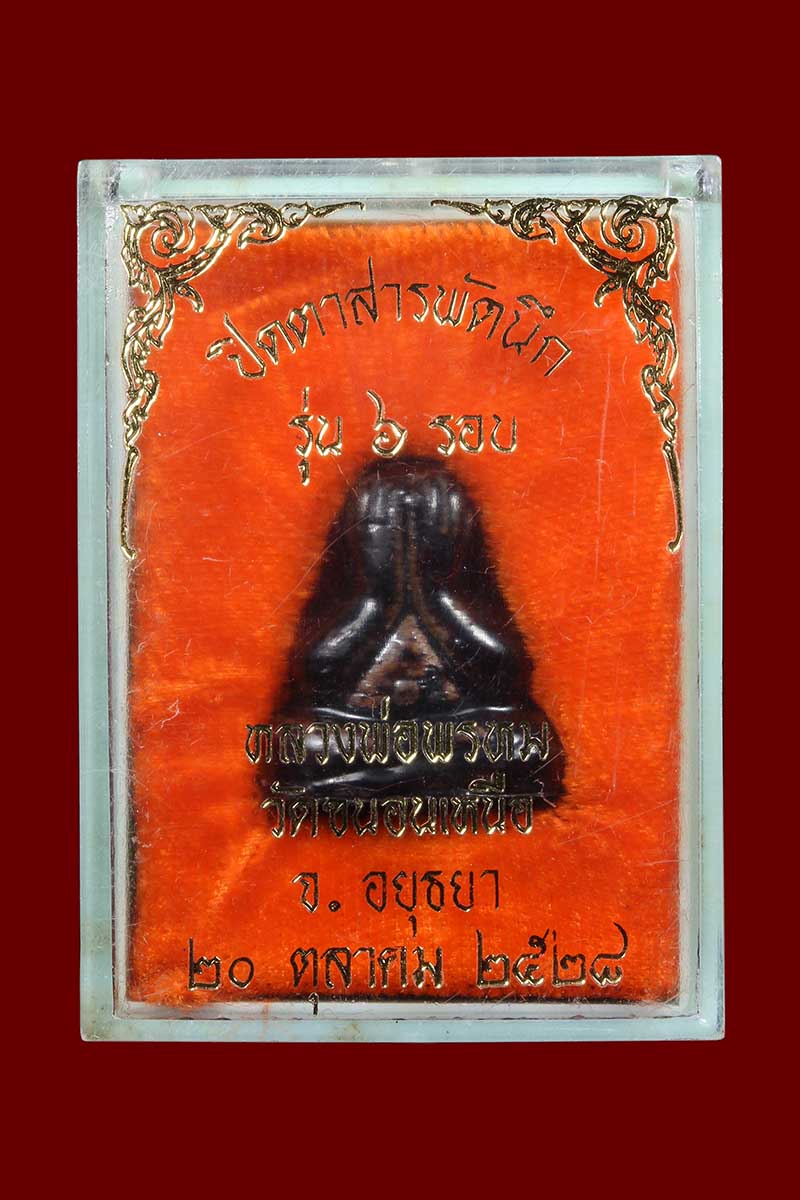 ปิดตาสารพัดนึก
รุ่น ๖ รอบ
หลวงพ่อพรหม
วัดขนอนเหนือ
จ. อยุธยา
๒๐ ตุลาคม ๒๕๒๘